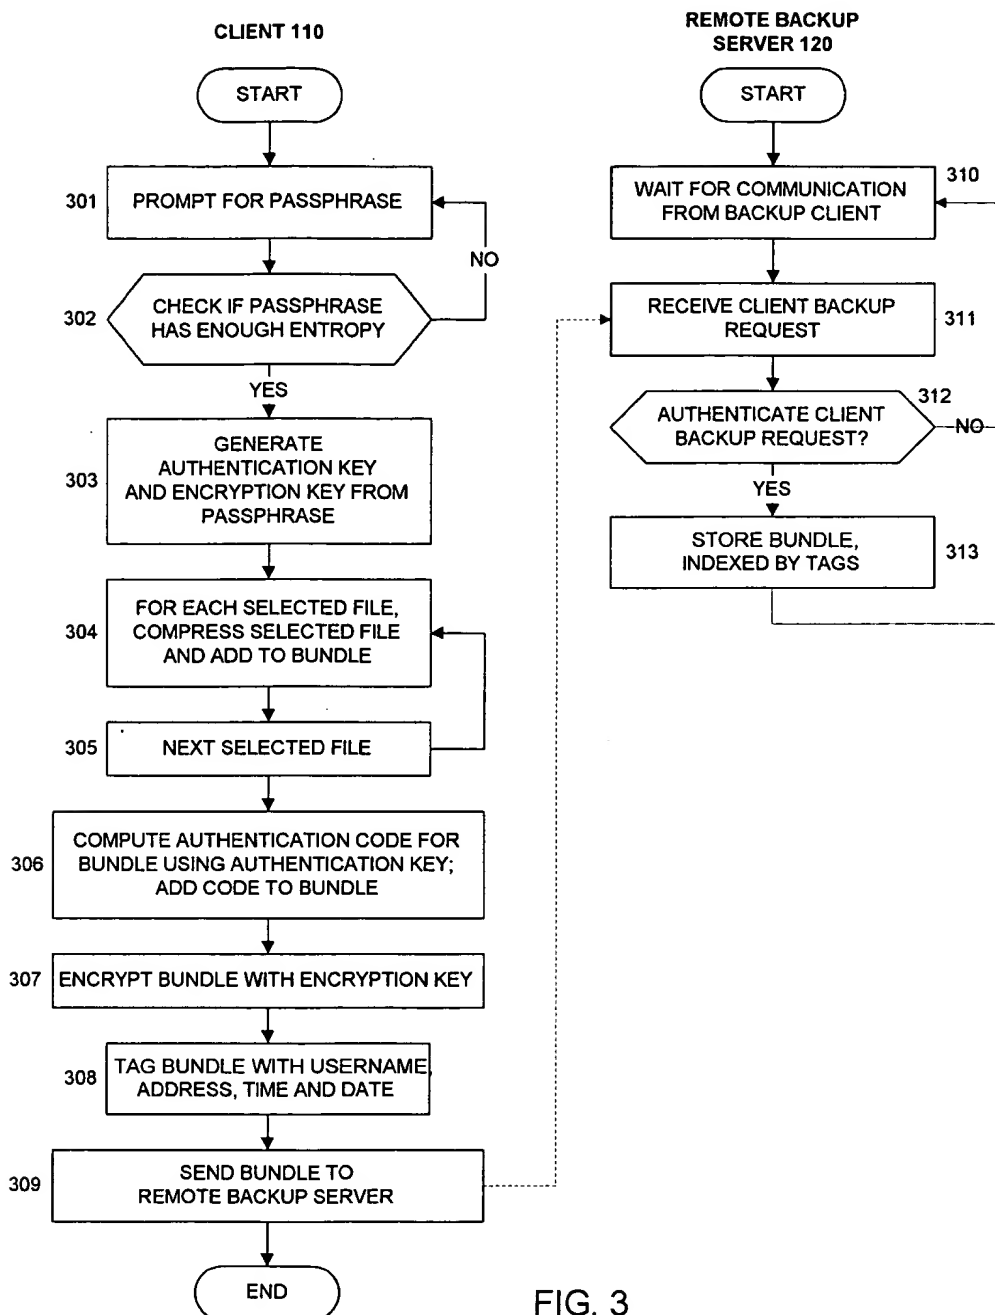 CLIENT 110
START
301
PROMPT FOR PASSPHRASE
NO
302
CHECK IF PASSPHRASE
HAS ENOUGH ENTROPY
YES
303
GENERATE
AUTHENTICATION KEY
AND ENCRYPTION KEY FROM
PASSPHRASE
304
FOR EACH SELECTED FILE,
COMPRESS SELECTED FILE
AND ADD TO BUNDLE
305
NEXT SELECTED FILE
306
COMPUTE AUTHENTICATION CODE FOR
BUNDLE USING AUTHENTICATION KEY;
ADD CODE TO BUNDLE
307
ENCRYPT BUNDLE WITH ENCRYPTION KEY
308
TAG BUNDLE WITH USERNAME,
ADDRESS, TIME AND DATE
309
SEND BUNDLE TO
REMOTE BACKUP SERVER
END
REMOTE BACKUP
SERVER 120
START
310
WAIT FOR COMMUNICATION
FROM BACKUP CLIENT
RECEIVE CLIENT BACKUP
REQUEST
311
312
AUTHENTICATE CLIENT
BACKUP REQUEST?
NO
YES
STORE BUNDLE,
INDEXED BY TAGS
313
FIG. 3